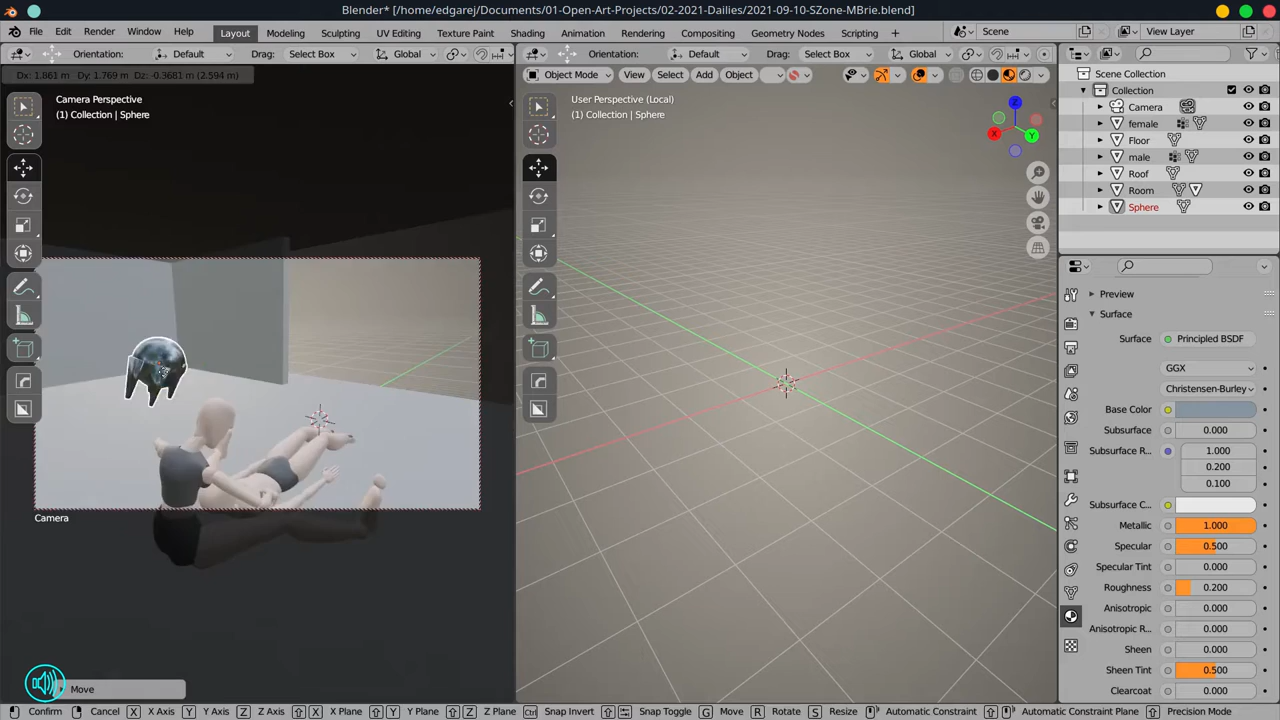 Blender* [/home/edgarej/Documents/01-Open-Art-Projects/02-2021-Dailies/2021-09-10-SZone-MBrie.blend]
File Edit Render Window Help Layout Modeling Sculpting UV Editing Texture Paint Shading Animation Rendering Compositing Geometry Nodes Scripting Scene View Layer
Orientation: Default Drag: Select Box Global
Orientation: Default Drag: Select Box Global
Dx: 1.861 m Dy: 1.769 m Dz: -0.3681 m (2.594 m)
Object Mode View Select Add Object
Camera Perspective
(1) Collection | Sphere
User Perspective (Local)
(1) Collection | Sphere
Z
X
Y
Camera
Move
Scene Collection
Collection
Camera
female
Floor
male
Roof
Room
Sphere
Preview
Surface
Surface Principled BSDF
GGX
Christensen-Burley
Base Color
Subsurface 0.000
Subsurface R... 1.000
0.200
0.100
Subsurface C...
Metallic 1.000
Specular 0.500
Specular Tint 0.000
Roughness 0.200
Anisotropic 0.000
Anisotropic R... 0.000
Sheen 0.000
Sheen Tint 0.500
Clearcoat 0.000
Confirm Cancel X X Axis Y Y Axis Z Z Axis X X Plane Y Y Plane Z Z Plane Ctrl Snap Invert Snap Toggle G Move R Rotate S Resize Automatic Constraint Automatic Constraint Plane Precision Mode